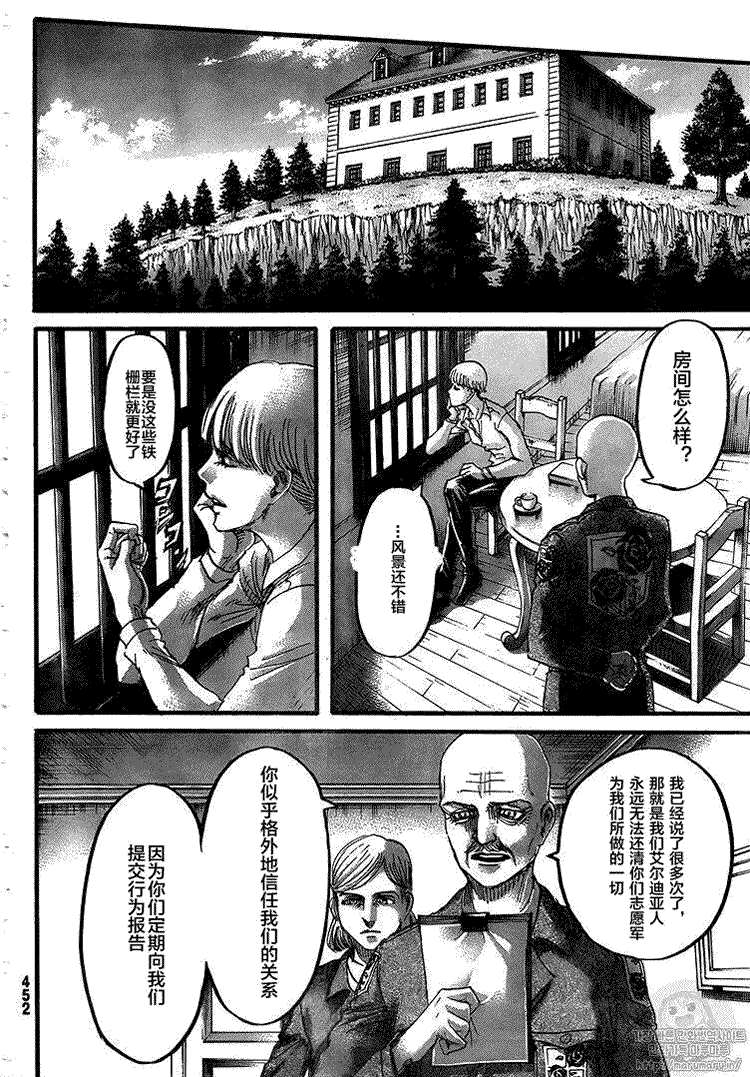 房间怎么样？
…风景还不错
要是没这些铁
栅栏就更好了
我已经说了很多次了，
那就是我们艾尔迪亚人
永远无法还清你们志愿军
为我们所做的一切
你似乎格外地信任我们的关系
因为你们定期向我们
提交行为报告
452
http://marumaru.in/